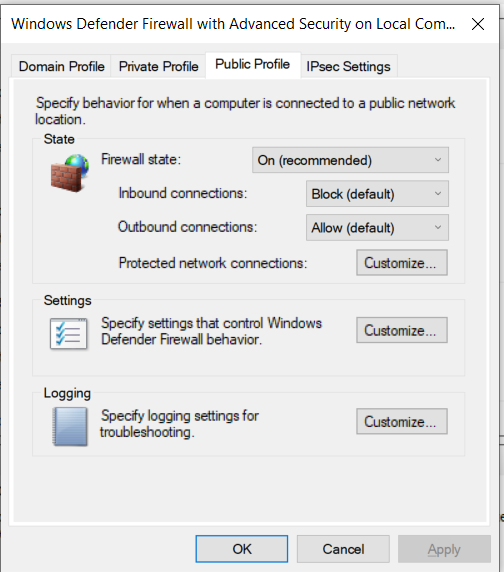 Windows Defender Firewall with Advanced Security on Local Com...
Domain Profile Private Profile Public Profile IPsec Settings
Specify behavior for when a computer is connected to a public network
location.
State
Firewall state: On (recommended)
Inbound connections: Block (default)
Outbound connections: Allow (default)
Protected network connections: Customize...
Settings
Specify settings that control Windows
Defender Firewall behavior.
Customize...
Logging
Specify logging settings for
troubleshooting.
Customize...
OK Cancel Apply